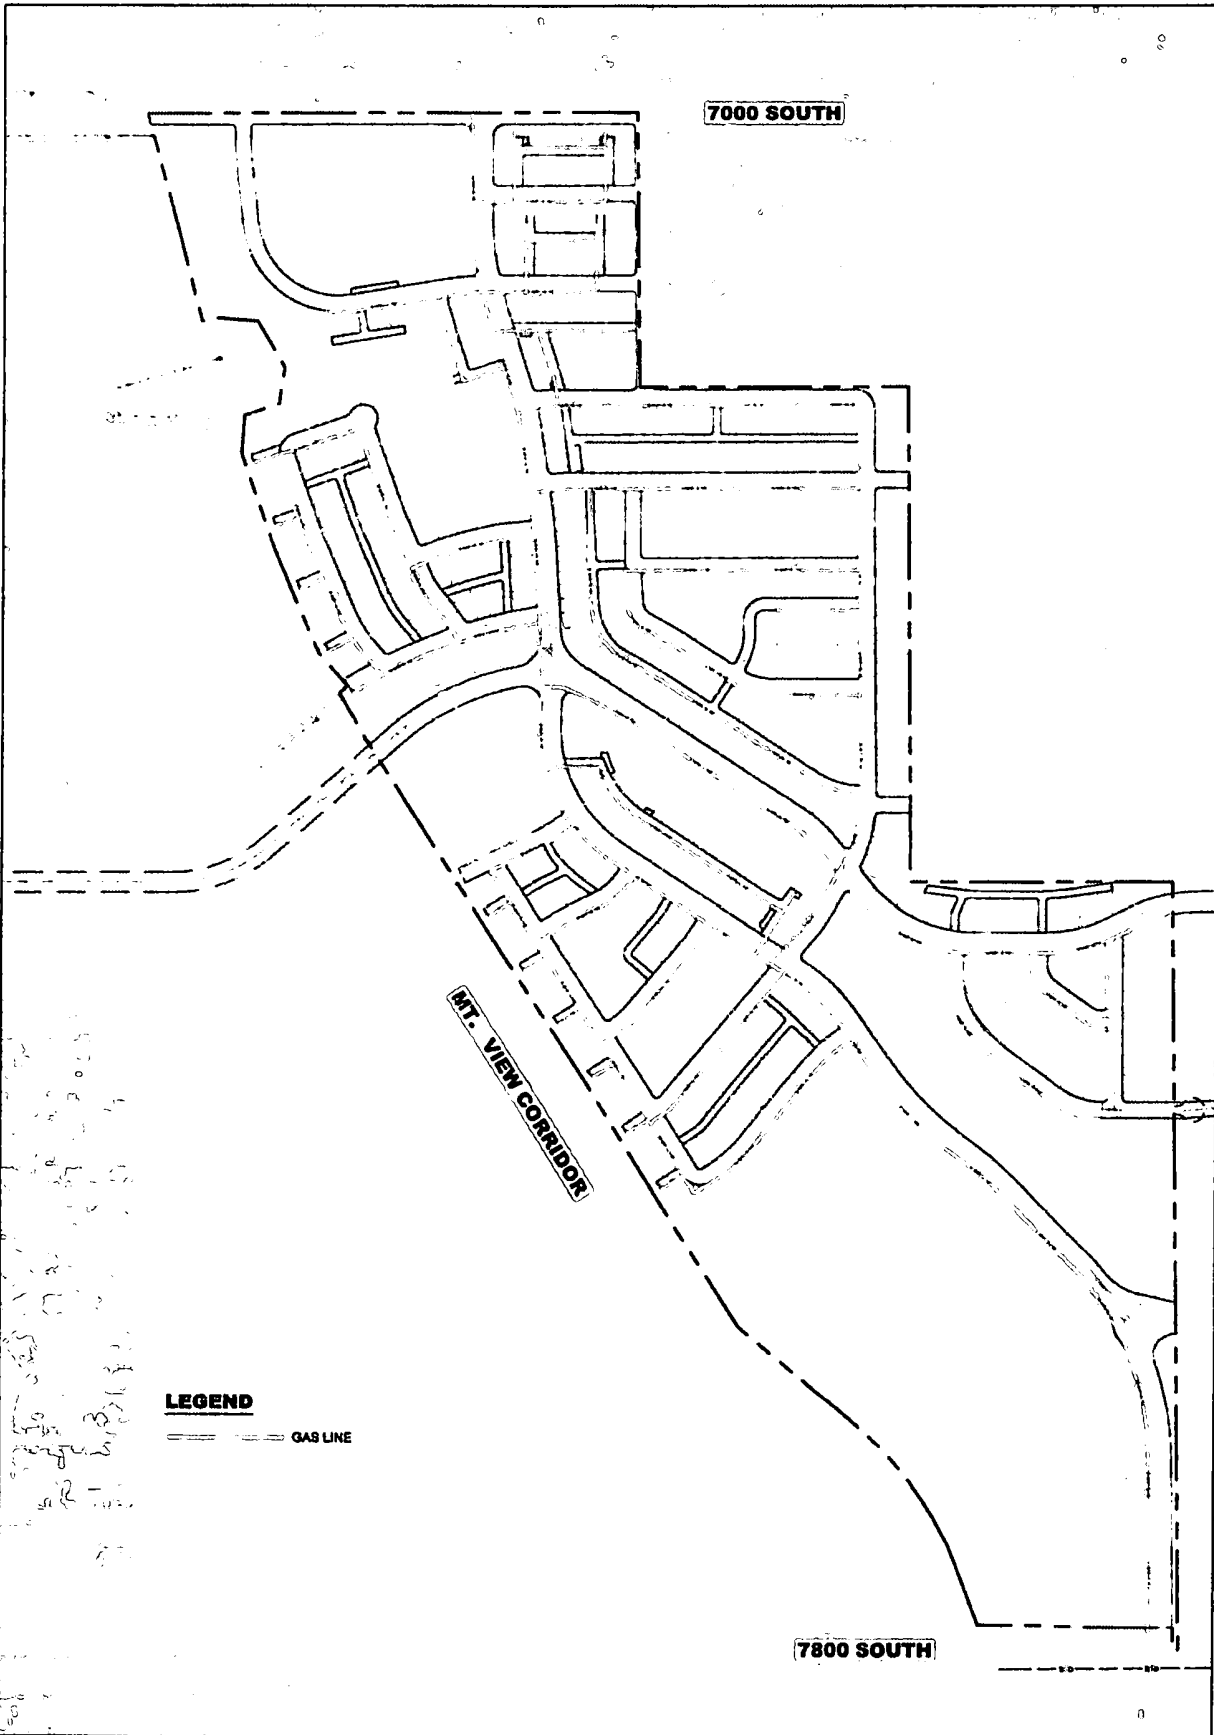 7000 SOUTH
MT. VIEW CORRIDOR
LEGEND
GAS LINE
7800 SOUTH